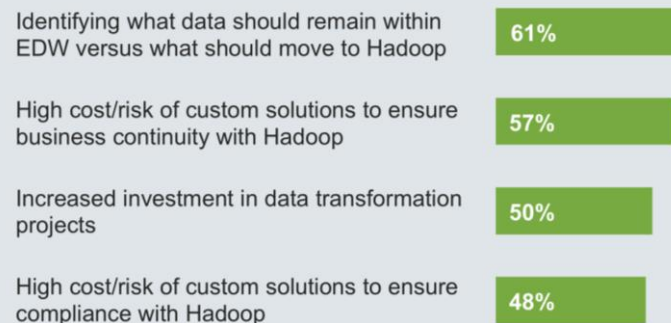 Identifying what data should remain within
EDW versus what should move to Hadoop
61%
High cost/risk of custom solutions to ensure
business continuity with Hadoop
57%
Increased investment in data transformation
projects
50%
High cost/risk of custom solutions to ensure
compliance with Hadoop
48%